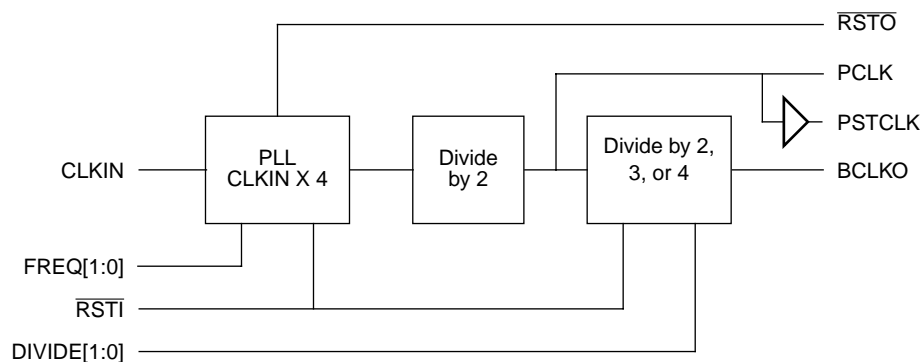 RSTO
PCLK
PSTCLK
CLKIN
PLL
CLKIN X 4
Divide
by 2
Divide by 2,
3, or 4
BCLKO
FREQ[1:0]
RSTI
DIVIDE[1:0]